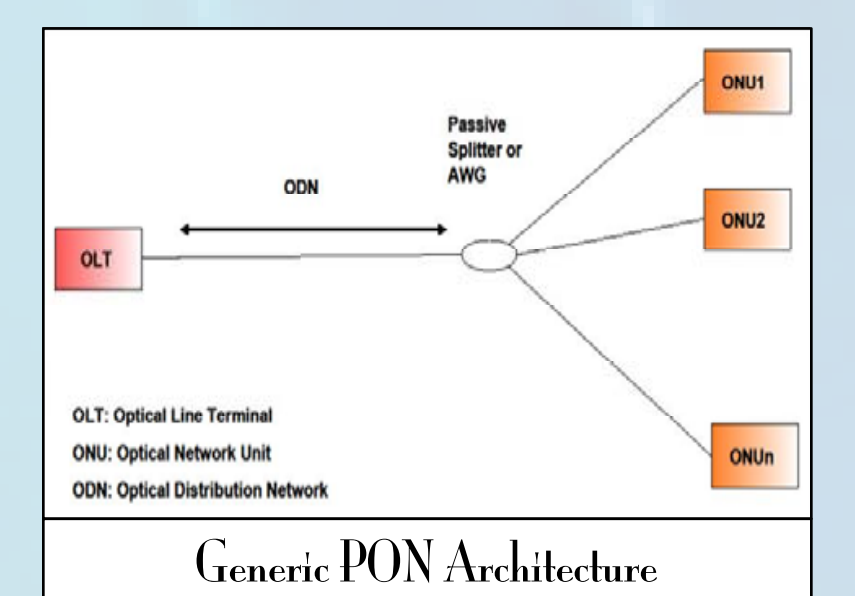 ONU1
Passive
Splitter or
AWG
ODN
ONU2
OLT
OLT: Optical Line Terminal
ONU: Optical Network Unit
ODN: Optical Distribution Network
ONUn
Generic PON Architecture